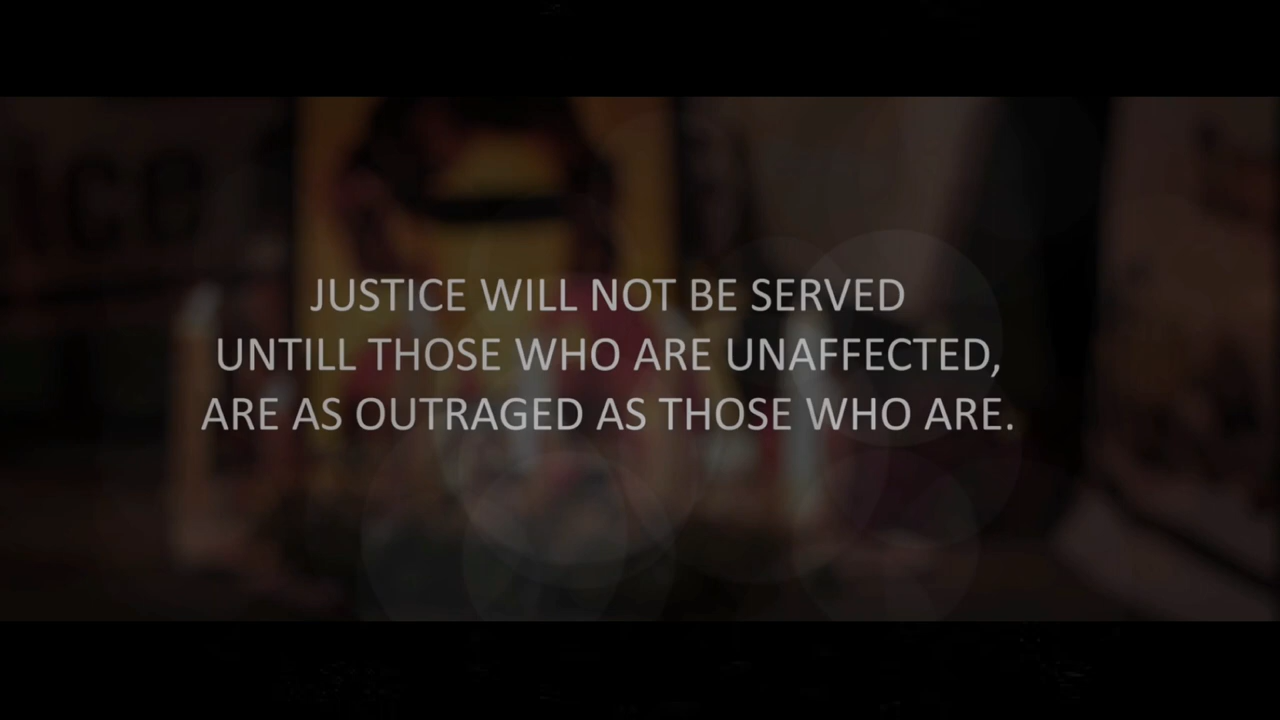 JUSTICE WILL NOT BE SERVED
UNTILL THOSE WHO ARE UNAFFECTED,
ARE AS OUTRAGED AS THOSE WHO ARE.